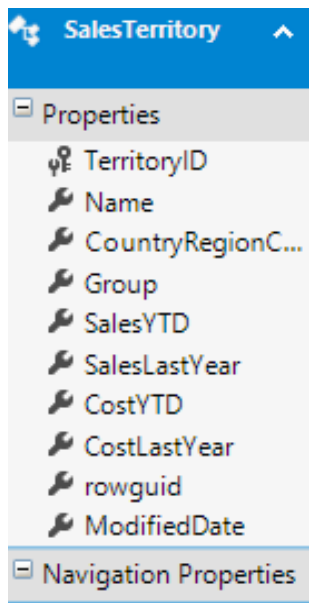 SalesTerritory
Properties
TerritoryID
Name
CountryRegionC...
Group
SalesYTD
SalesLastYear
CostYTD
CostLastYear
rowguid
ModifiedDate
Navigation Properties